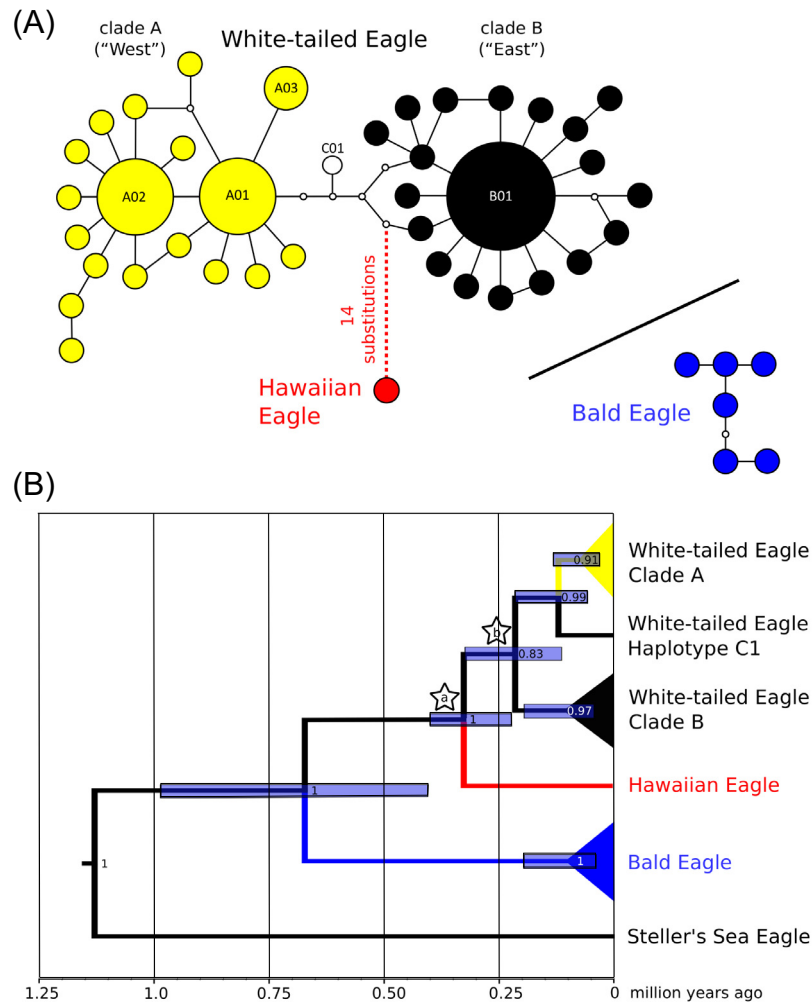 (A)
clade A
("West")
White-tailed Eagle
clade B
("East")
A03
C01
A02
A01
B01
14
substitutions
Hawaiian
Eagle
Bald Eagle
(B)
0.91
White-tailed Eagle
Clade A
0.99
White-tailed Eagle
Haplotype C1
b
0.83
White-tailed Eagle
Clade B
0.97
a
1
Hawaiian Eagle
1
Bald Eagle
1
1
Steller's Sea Eagle
1.25
1.0
0.75
0.50
0.25
0
million years ago